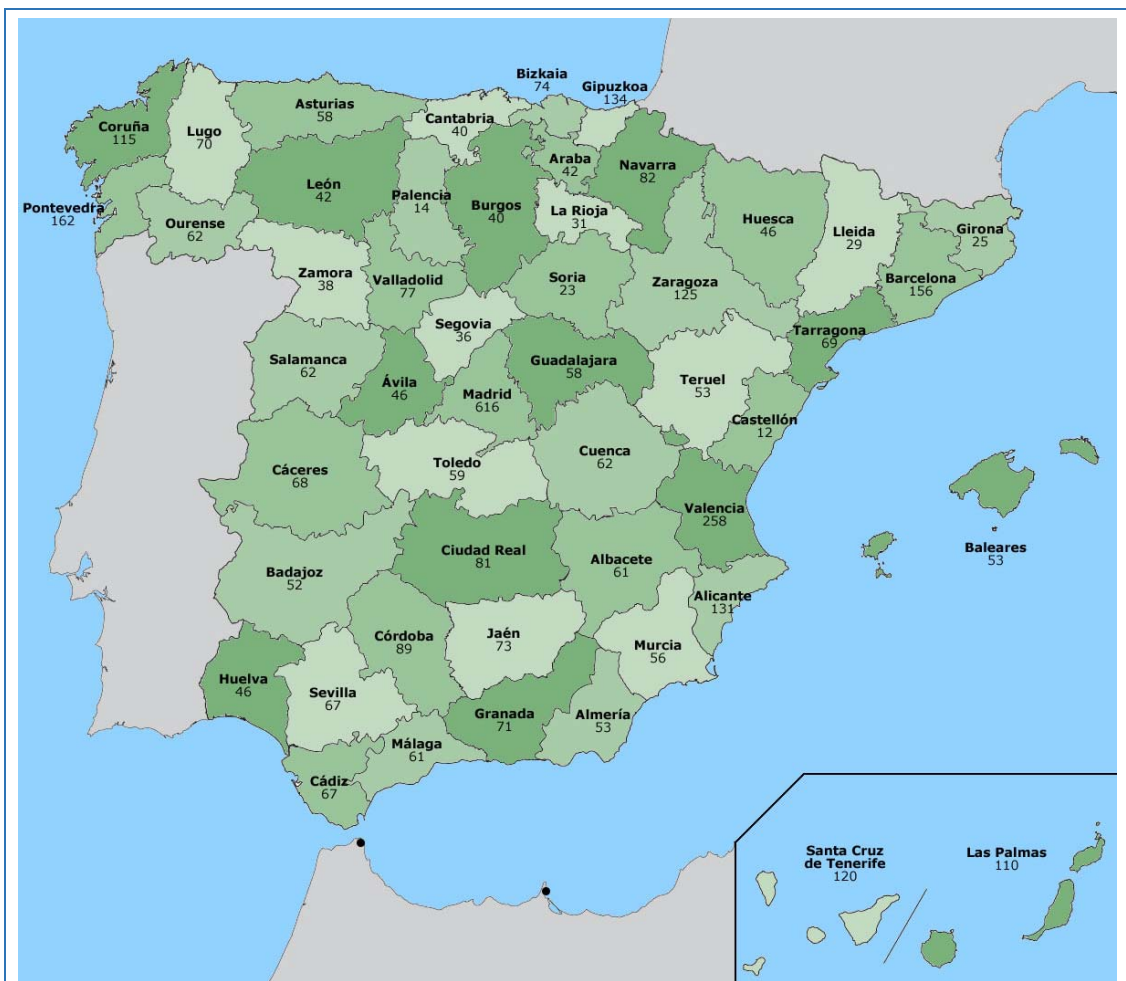 Bizkaia
74
Gipuzkoa
134
Asturias
58
Cantabria
40
Coruña
115
Lugo
70
Araba
42
Navarra
82
León
42
Palencia
14
Burgos
40
La Rioja
31
Pontevedra
162
Ourense
62
Huesca
46
Lleida
29
Girona
25
Zamora
38
Valladolid
77
Soria
23
Zaragoza
125
Barcelona
156
Segovia
36
Tarragona
69
Salamanca
62
Ávila
46
Madrid
616
Guadalajara
58
Teruel
53
Castellón
12
Cáceres
68
Toledo
59
Cuenca
62
Valencia
258
Baleares
53
Badajoz
52
Ciudad Real
81
Albacete
61
Alicante
131
Córdoba
89
Jaén
73
Murcia
56
Huelva
46
Sevilla
67
Granada
71
Almería
53
Málaga
61
Cádiz
67
Santa Cruz
de Tenerife
120
Las Palmas
110